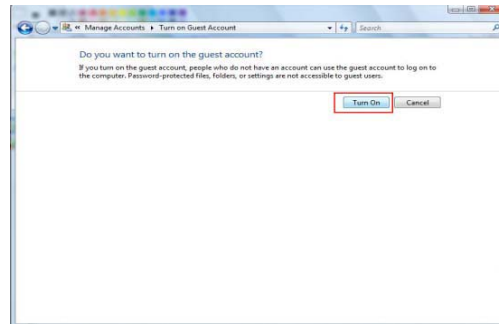 « Manage Accounts ▸ Turn on Guest Account
Search
Do you want to turn on the guest account?
If you turn on the guest account, people who do not have an account can use the guest account to log on to
the computer. Password-protected files, folders, or settings are not accessible to guest users.
Turn On
Cancel